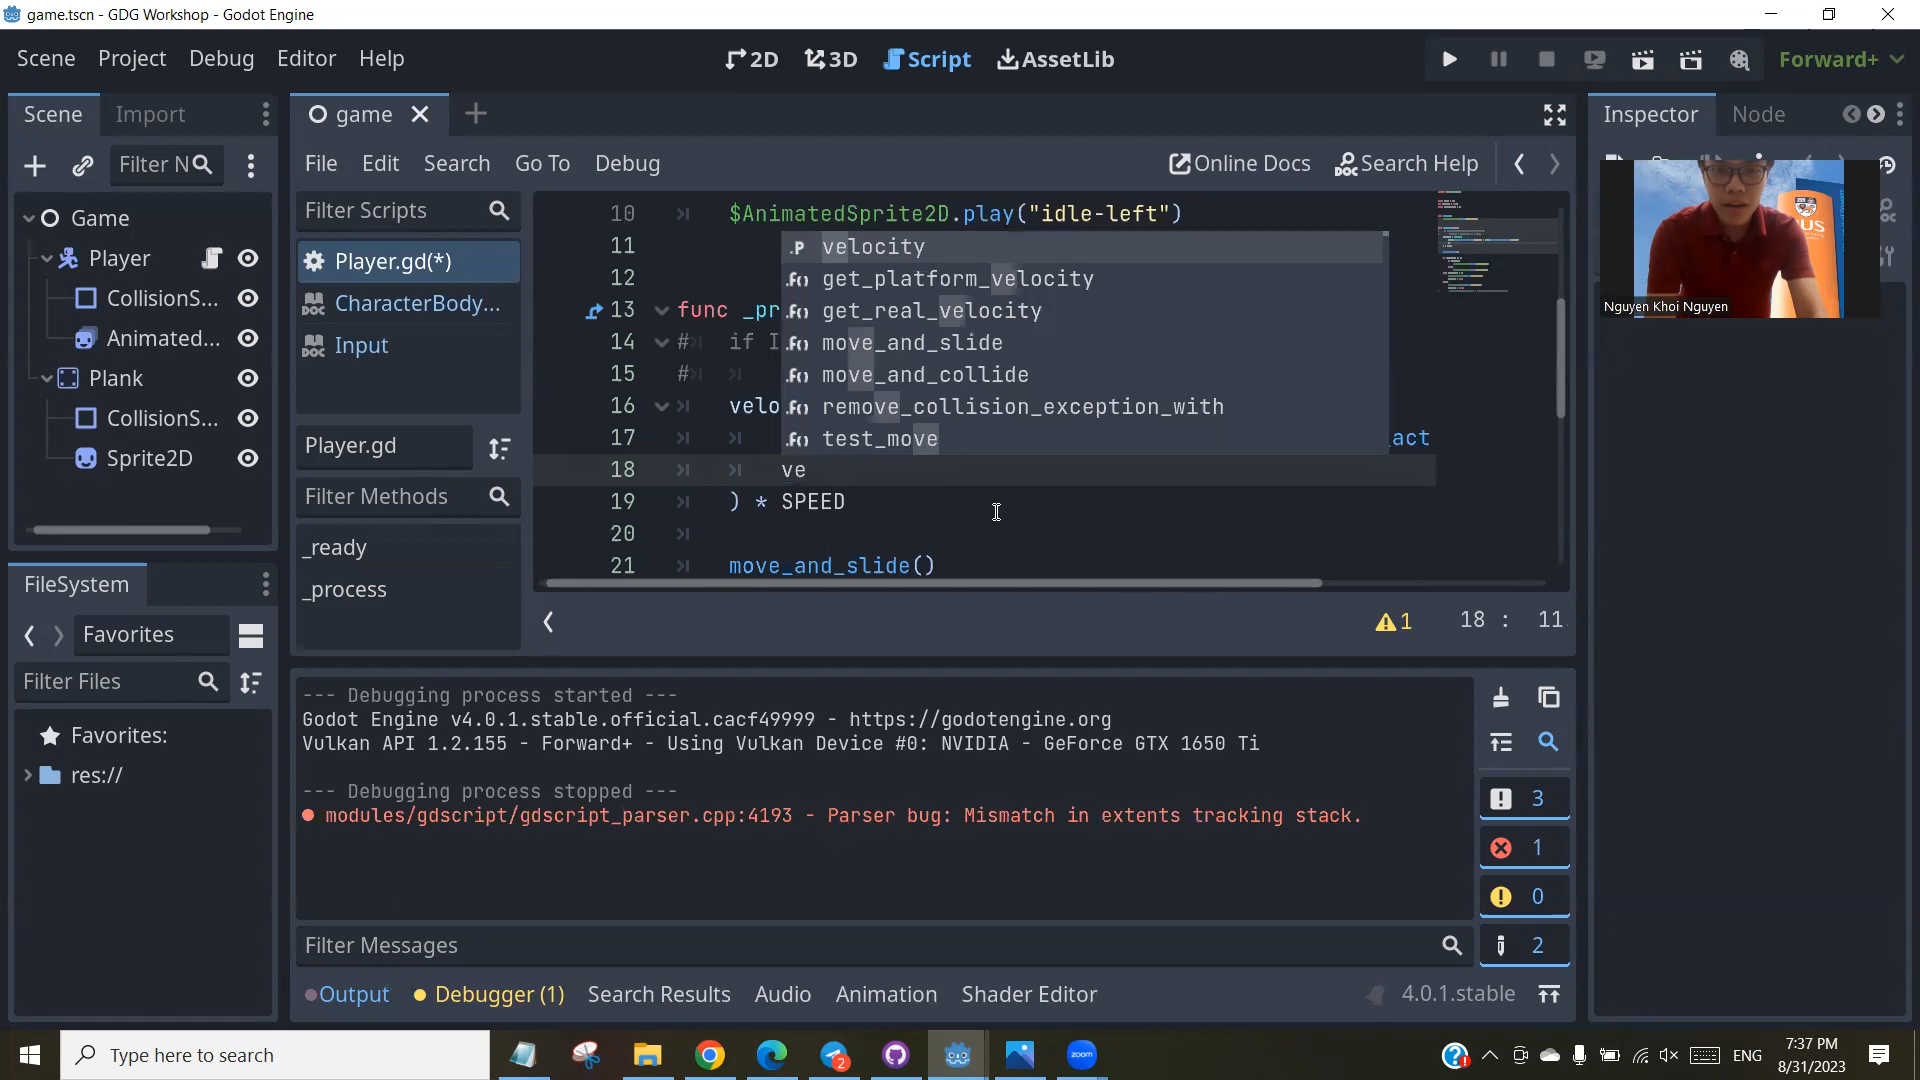 game.tscn - GDG Workshop - Godot Engine
Scene Project Debug Editor Help
2D 3D Script AssetLib
Forward+
Scene Import
game
Inspector Node
Filter N
File Edit Search Go To Debug
Online Docs Search Help
Game
Player
CollisionS...
Animated...
Plank
CollisionS...
Sprite2D
Filter Scripts
Player.gd(*)
CharacterBody...
Input
Player.gd
Filter Methods
_ready
_process
10 $AnimatedSprite2D.play("idle-left")
11
12
13 func _pr
14 # if I
15 #
16 velo
17 act
18 ve
19 ) * SPEED
20
21 move_and_slide()
velocity
get_platform_velocity
get_real_velocity
move_and_slide
move_and_collide
remove_collision_exception_with
test_move
1 18 : 11
US
Nguyen Khoi Nguyen
FileSystem
Favorites
Filter Files
Favorites:
res://
--- Debugging process started ---
Godot Engine v4.0.1.stable.official.cacf49999 - https://godotengine.org
Vulkan API 1.2.155 - Forward+ - Using Vulkan Device #0: NVIDIA - GeForce GTX 1650 Ti
--- Debugging process stopped ---
modules/gdscript/gdscript_parser.cpp:4193 - Parser bug: Mismatch in extents tracking stack.
3
1
0
2
Filter Messages
Output Debugger (1) Search Results Audio Animation Shader Editor
4.0.1.stable
Type here to search
2
zoom
ENG
7:37 PM
8/31/2023